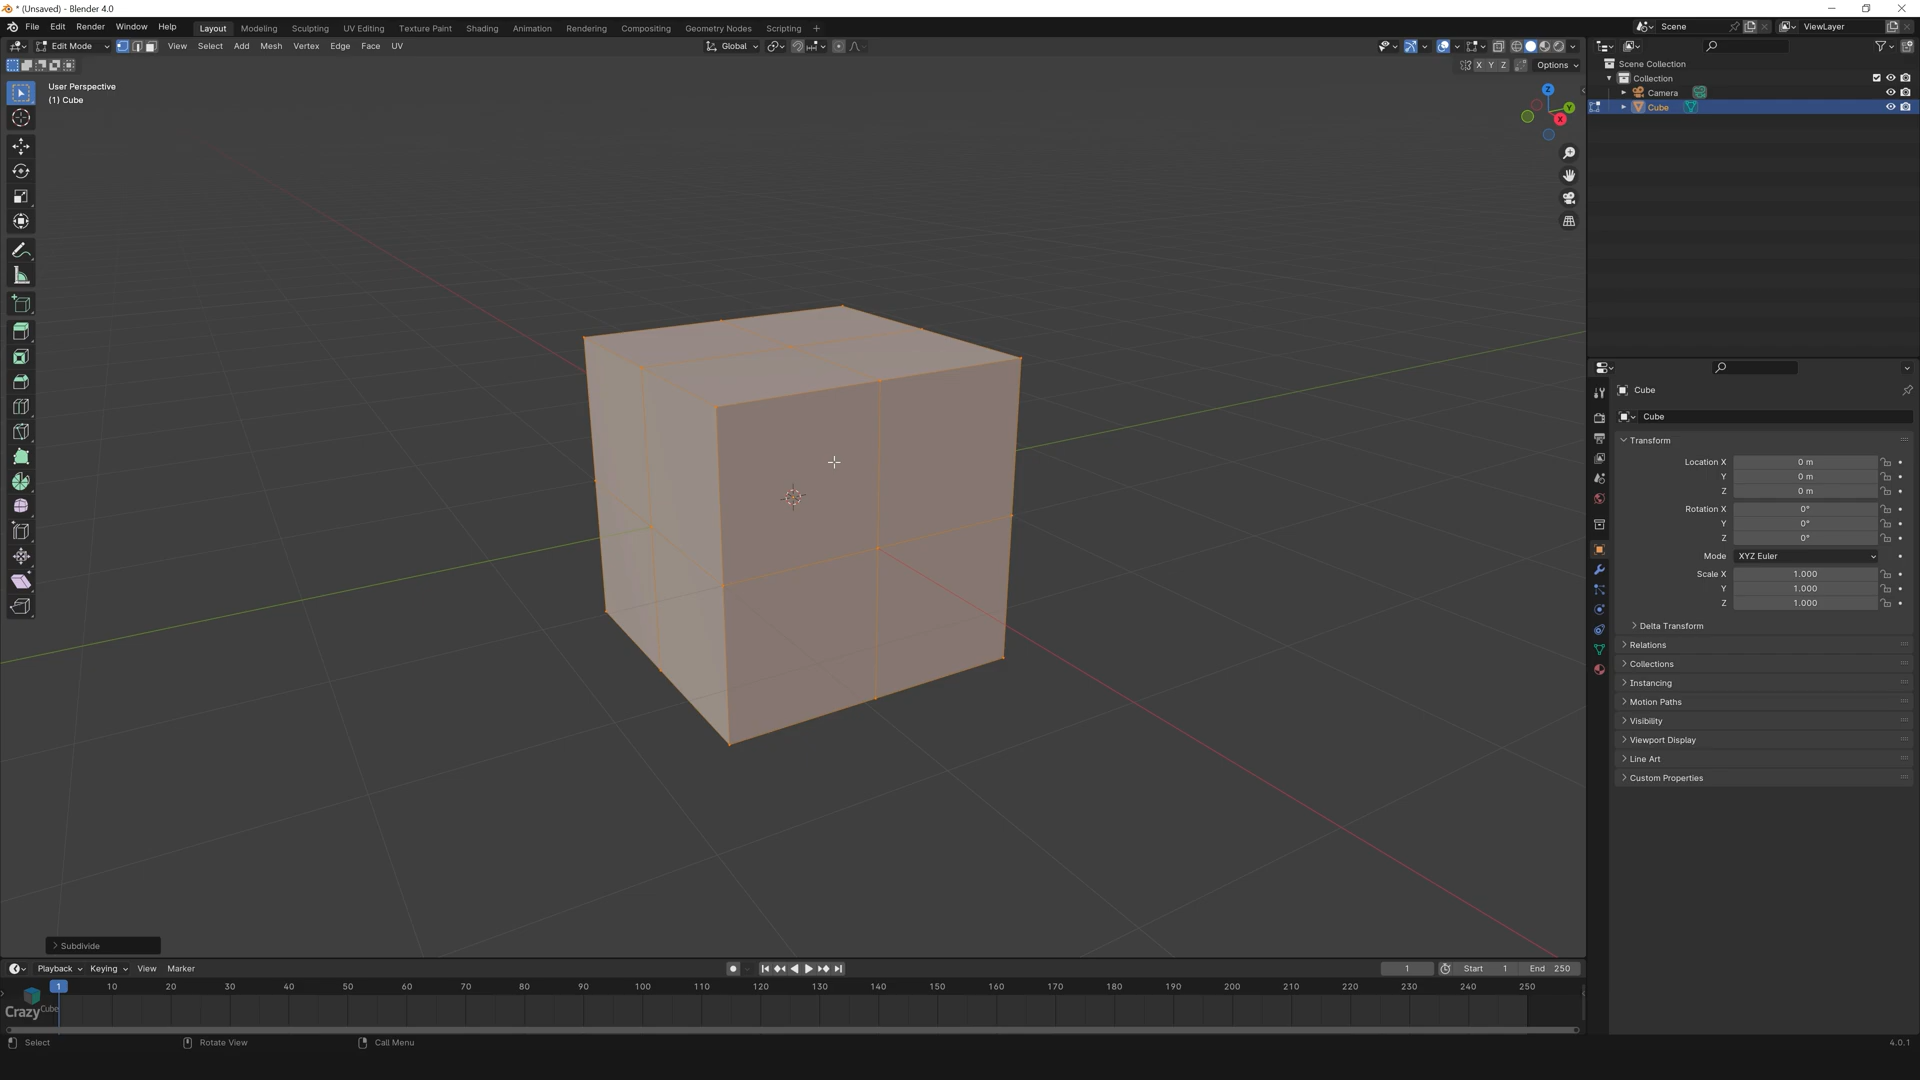 * (Unsaved) - Blender 4.0
File Edit Render Window Help Layout Modeling Sculpting UV Editing Texture Paint Shading Animation Rendering Compositing Geometry Nodes Scripting + Scene ViewLayer
Edit Mode View Select Add Mesh Vertex Edge Face UV Global
X Y Z Options
User Perspective
(1) Cube
Z
Y
X
Scene Collection
Collection
Camera
Cube
Cube
Cube
Transform
Location X 0 m
Y 0 m
Z 0 m
Rotation X 0°
Y 0°
Z 0°
Mode XYZ Euler
Scale X 1.000
Y 1.000
Z 1.000
Delta Transform
Relations
Collections
Instancing
Motion Paths
Visibility
Viewport Display
Line Art
Custom Properties
Subdivide
Playback Keying View Marker 1 Start 1 End 250
1 10 20 30 40 50 60 70 80 90 100 110 120 130 140 150 160 170 180 190 200 210 220 230 240 250
Crazy Cube
Select Rotate View Call Menu 4.0.1